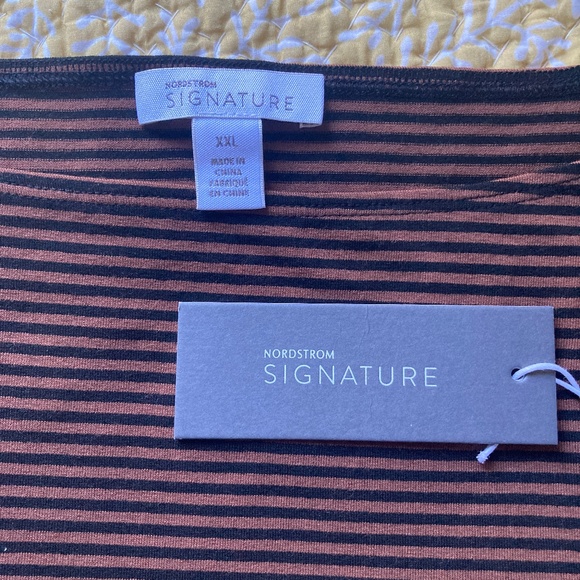 NORDSTROM
SIGNATURE
XXL
MADE IN
CHINA
FABRIQUÉ
EN CHINE
NORDSTROM
SIGNATURE